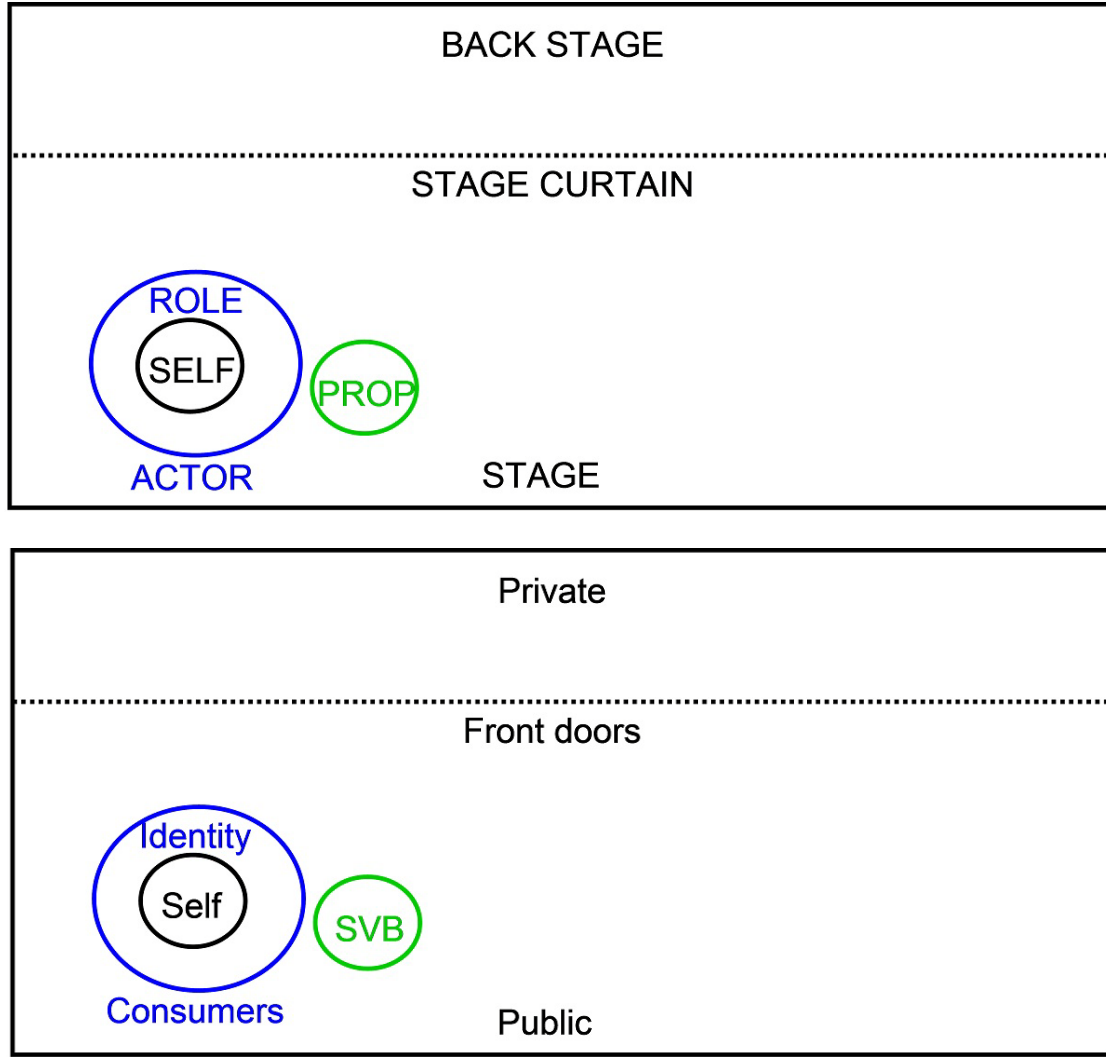 BACK STAGE
STAGE CURTAIN
ROLE
SELF
PROP
ACTOR
STAGE
Private
Front doors
Identity
Self
SVB
Consumers
Public